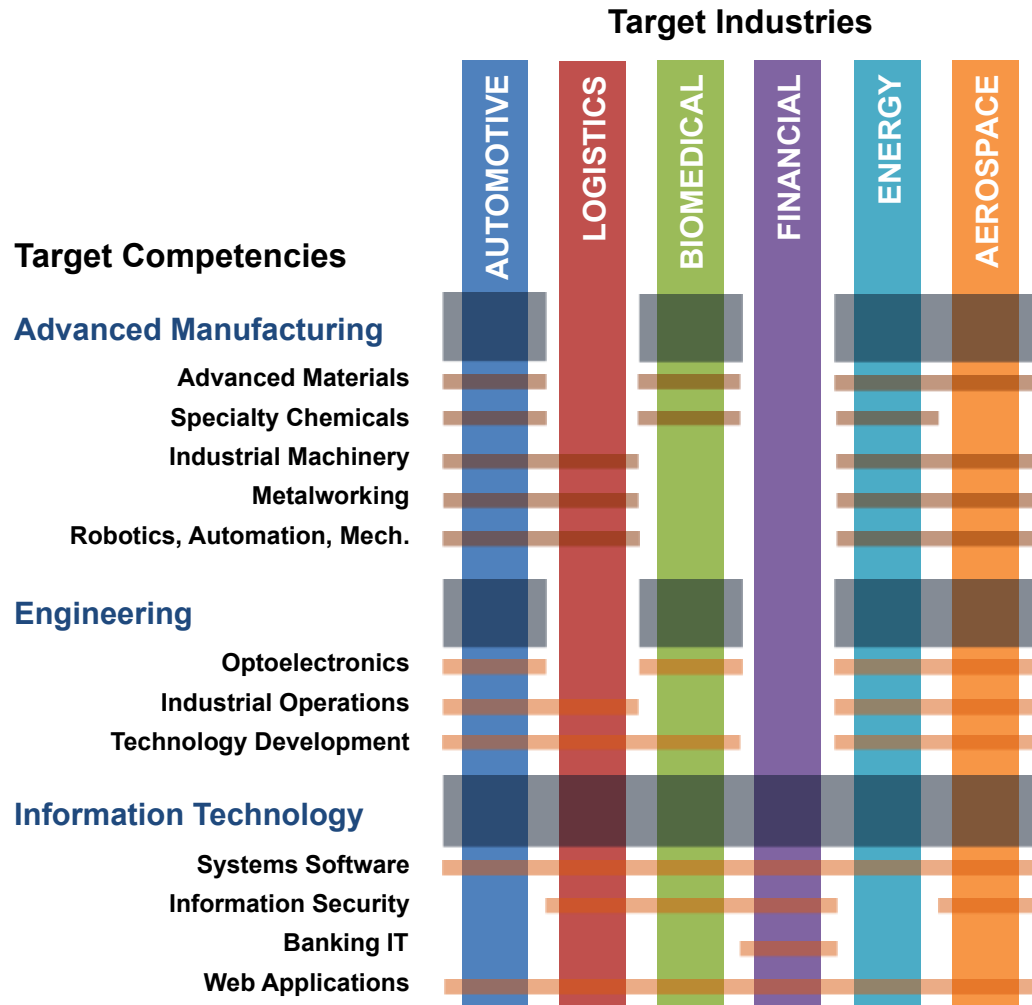 Target Industries
AUTOMOTIVE
LOGISTICS
BIOMEDICAL
FINANCIAL
ENERGY
AEROSPACE
Target Competencies
Advanced Manufacturing
Advanced Materials
Specialty Chemicals
Industrial Machinery
Metalworking
Robotics, Automation, Mech.
Engineering
Optoelectronics
Industrial Operations
Technology Development
Information Technology
Systems Software
Information Security
Banking IT
Web Applications